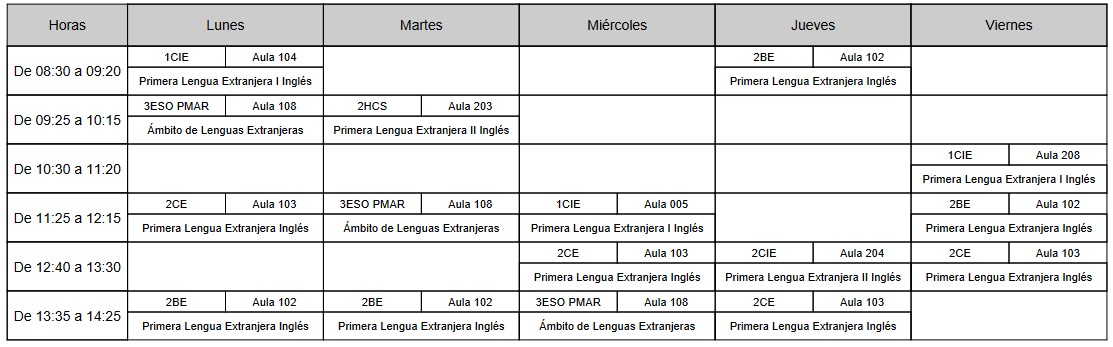 Horas Lunes Martes Miércoles Jueves Viernes
De 08:30 a 09:20
1CIE Aula 104
Primera Lengua Extranjera I Inglés
2BE Aula 102
Primera Lengua Extranjera Inglés
De 09:25 a 10:15
3ESO PMAR Aula 108
Ámbito de Lenguas Extranjeras
2HCS Aula 203
Primera Lengua Extranjera II Inglés
De 10:30 a 11:20
1CIE Aula 208
Primera Lengua Extranjera I Inglés
De 11:25 a 12:15
2CE Aula 103
Primera Lengua Extranjera Inglés
3ESO PMAR Aula 108
Ámbito de Lenguas Extranjeras
1CIE Aula 005
Primera Lengua Extranjera I Inglés
2BE Aula 102
Primera Lengua Extranjera Inglés
De 12:40 a 13:30
2CE Aula 103
Primera Lengua Extranjera Inglés
2CIE Aula 204
Primera Lengua Extranjera II Inglés
2CE Aula 103
Primera Lengua Extranjera Inglés
De 13:35 a 14:25
2BE Aula 102
Primera Lengua Extranjera Inglés
2BE Aula 102
Primera Lengua Extranjera Inglés
3ESO PMAR Aula 108
Ámbito de Lenguas Extranjeras
2CE Aula 103
Primera Lengua Extranjera Inglés